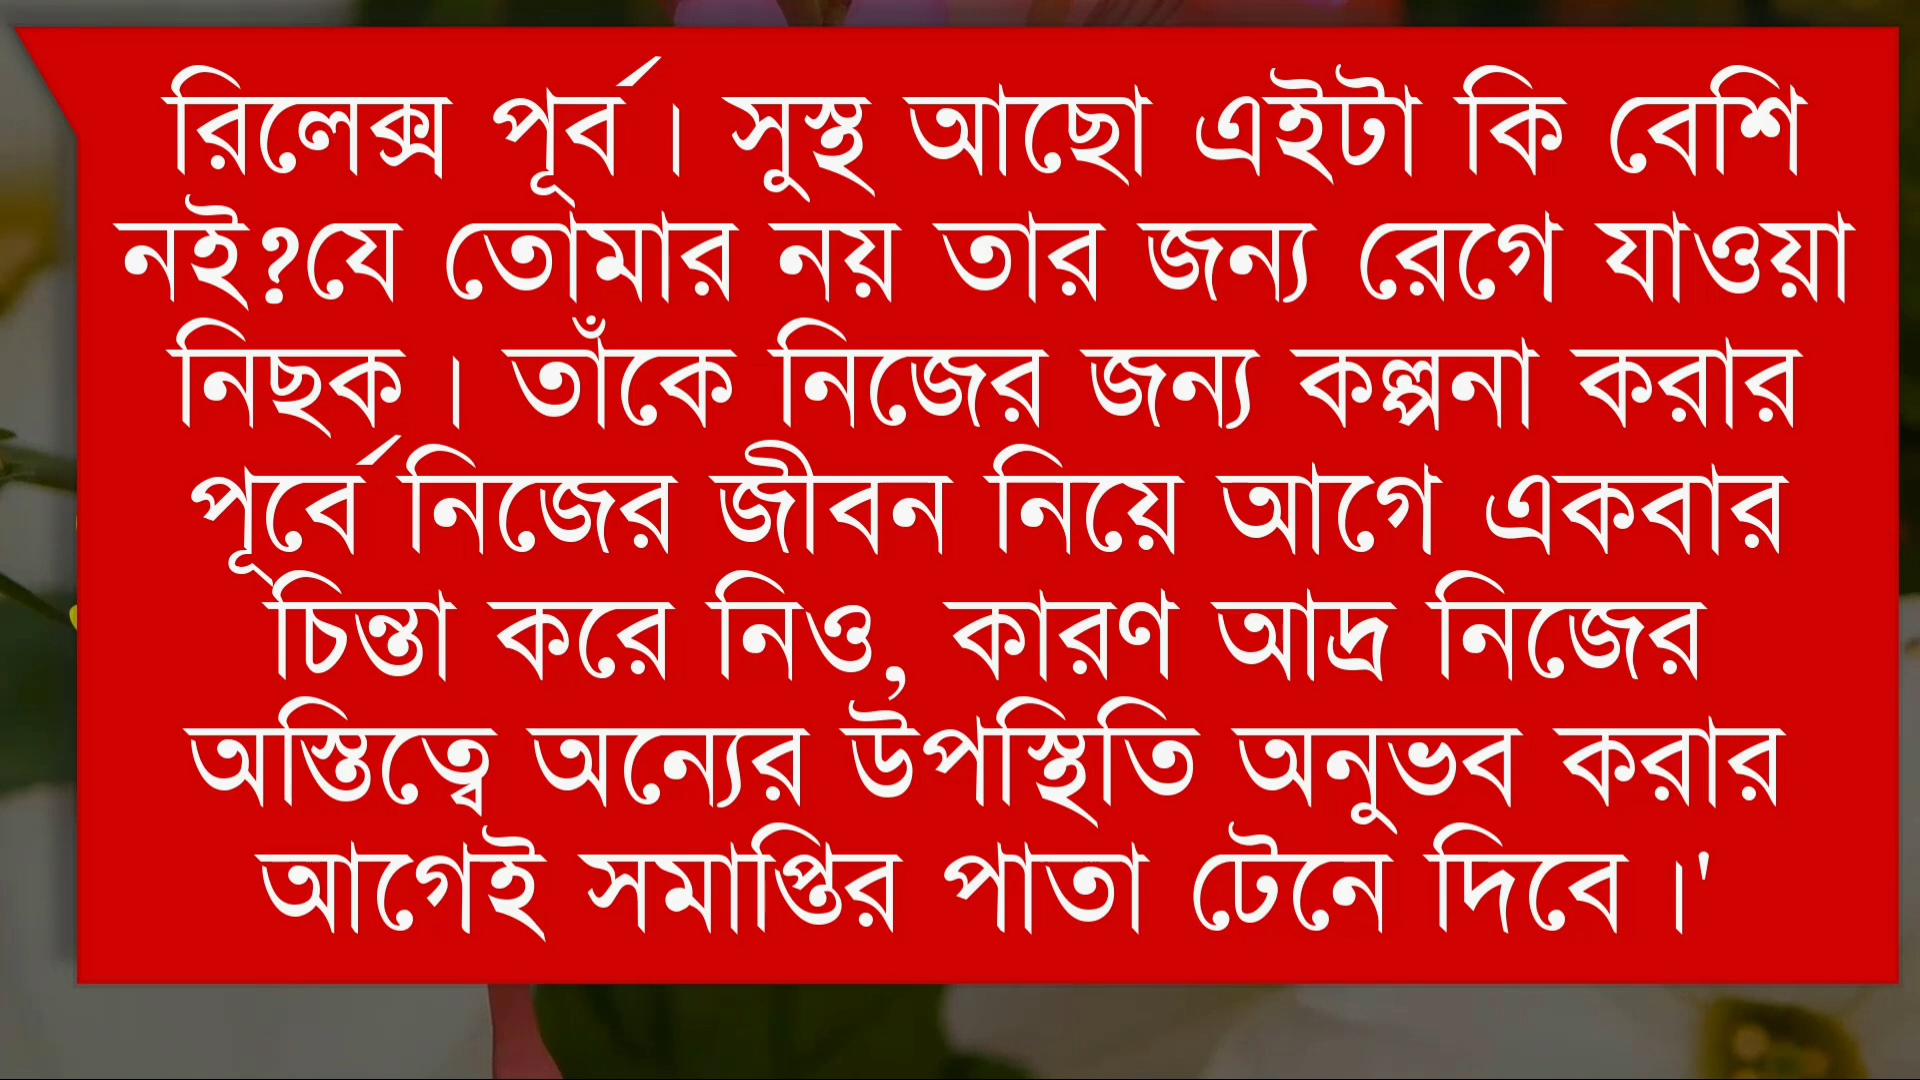 রিলেক্স পূর্ব। সুস্থ আছো এইটা কি বেশি
নই?যে তোমার নয় তার জন্য রেগে যাওয়া
নিছক। তাঁকে নিজের জন্য কল্পনা করার
পূর্বে নিজের জীবন নিয়ে আগে একবার
চিন্তা করে নিও, কারণ আদ্র নিজের
অস্তিত্বে অন্যের উপস্থিতি অনুভব করার
আগেই সমাপ্তির পাতা টেনে দিবে।'